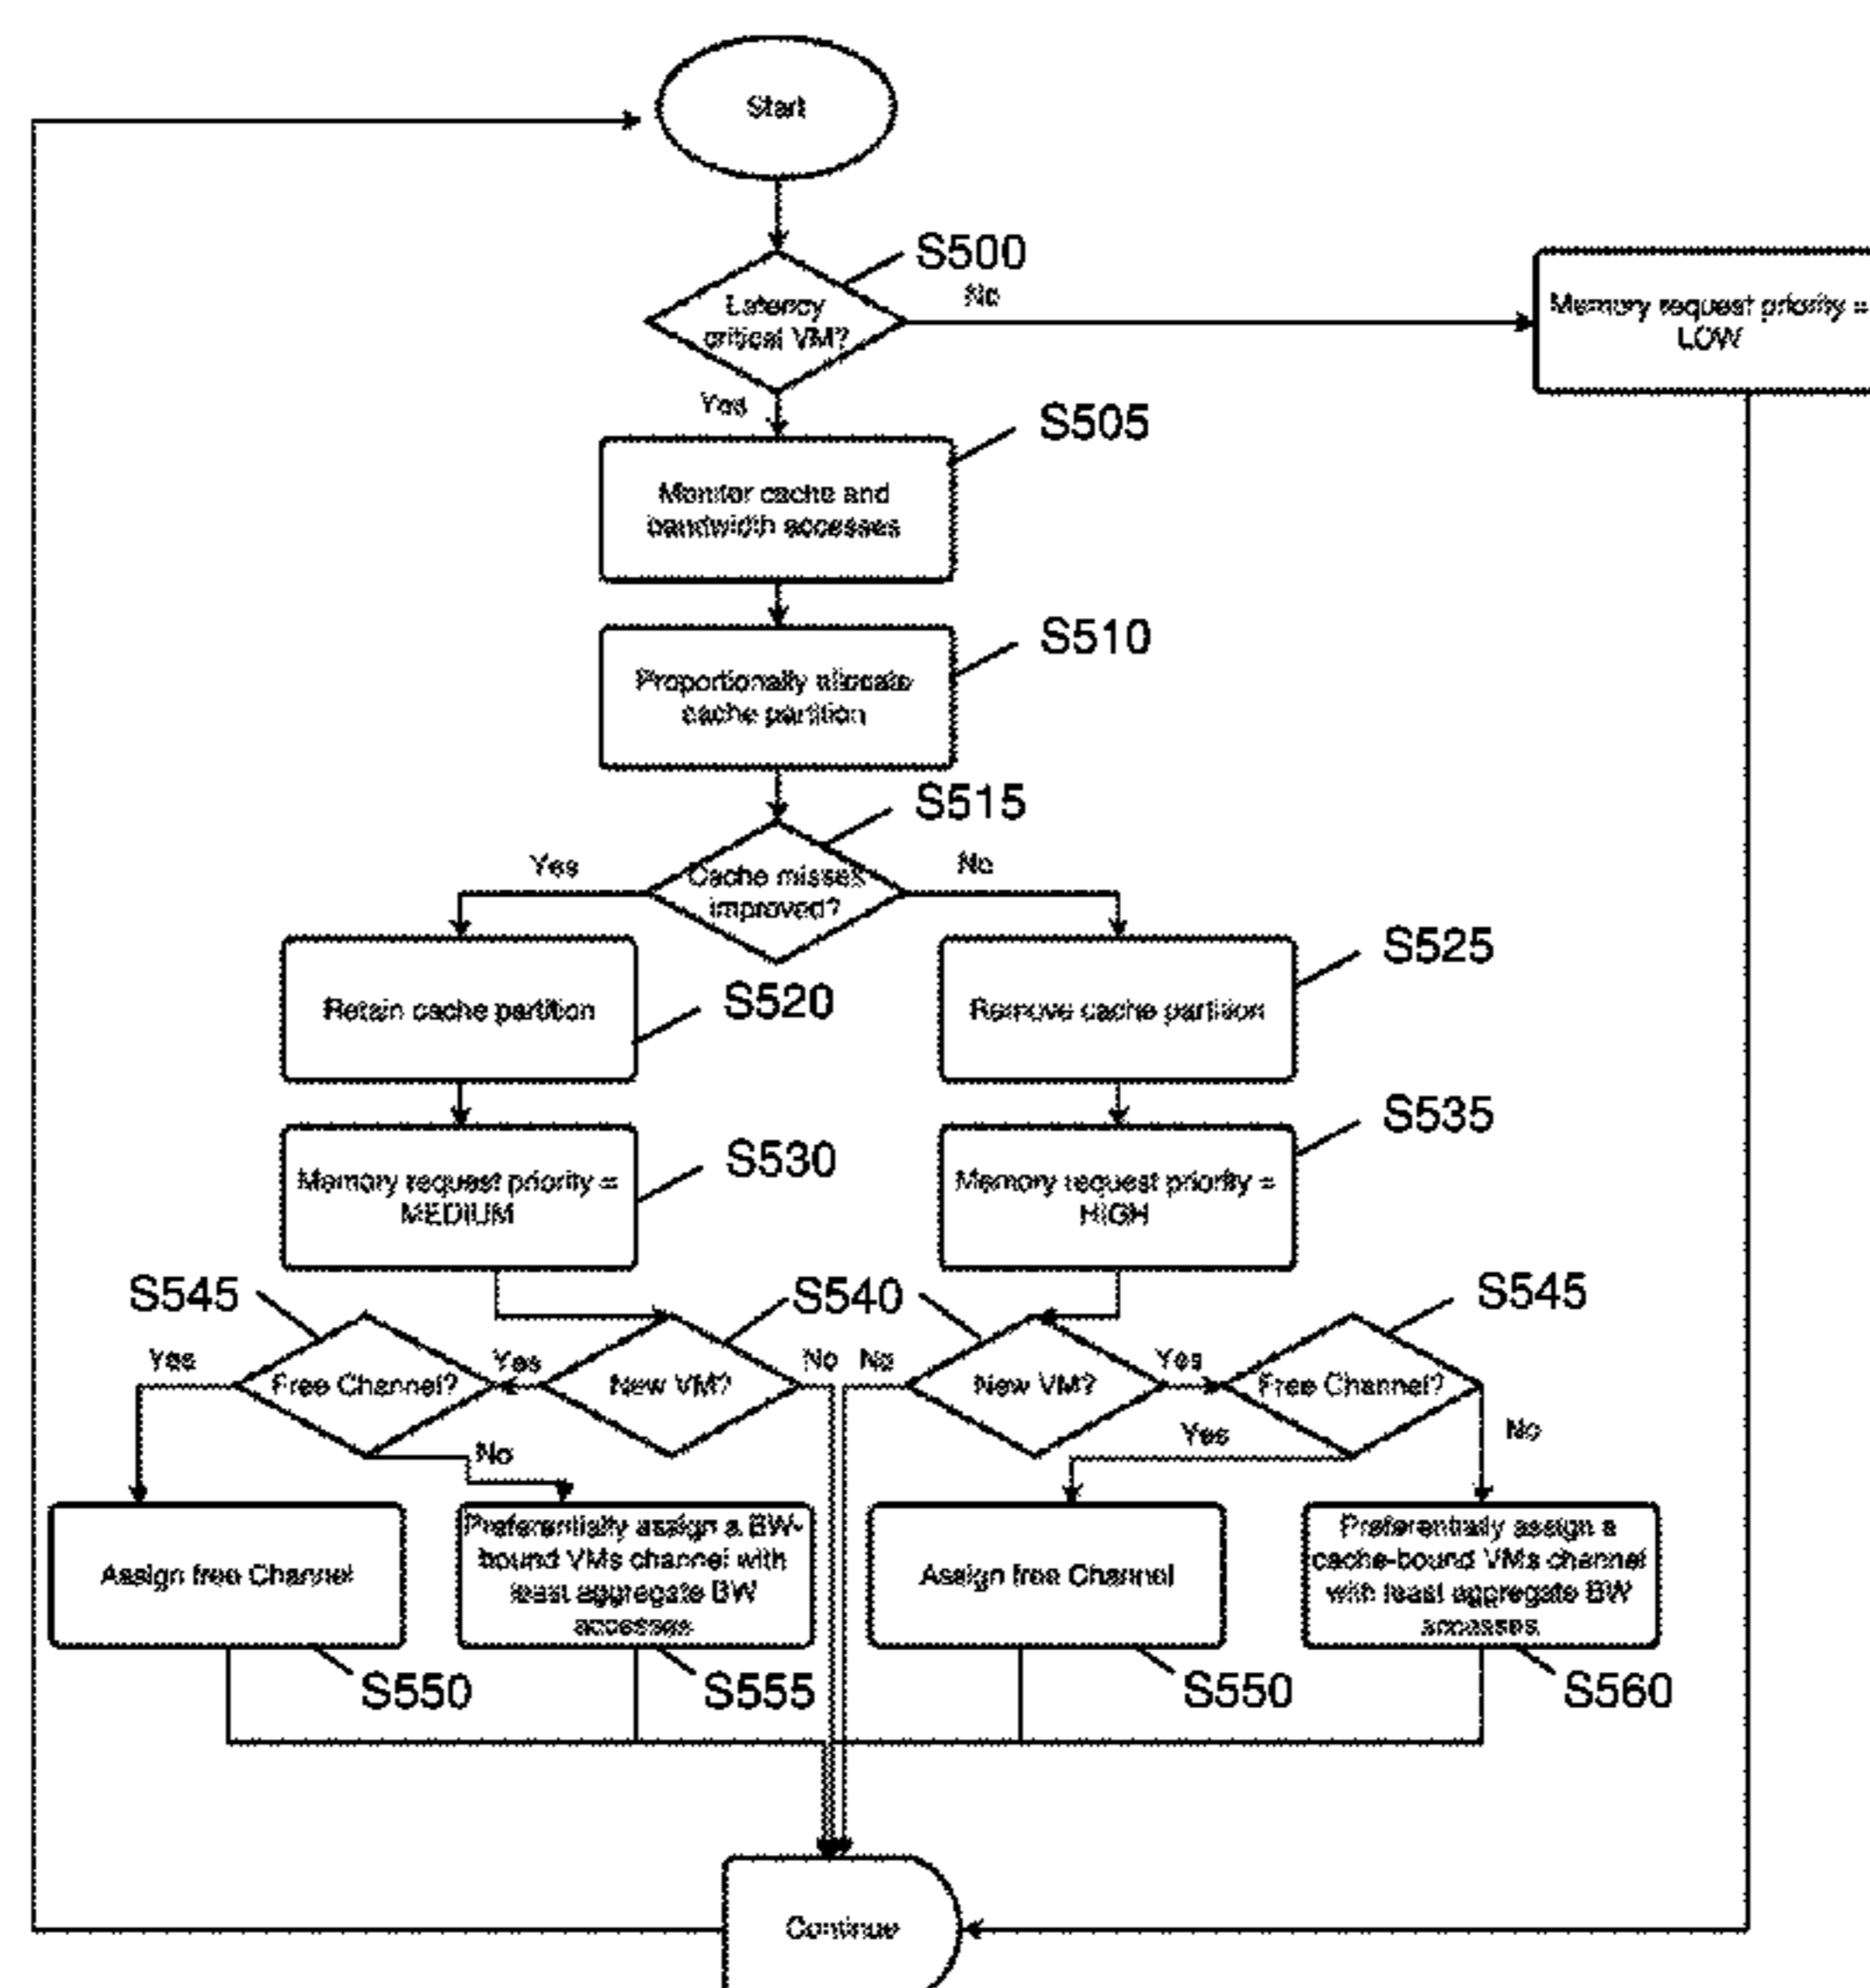 Start
S500
No
Latency
critical VM?
Memory request priority =
LOW
Yes
S505
Monitor cache and
bandwidth accesses
S510
Proportionally allocate
cache partition
S515
Yes
No
Cache misses
improved?
S520
S525
Retain cache partition
Remove cache partition
S530
S535
Memory request priority =
MEDIUM
Memory request priority =
HIGH
S545
S540
S545
Yes
Free Channel?
Yes
New VM?
No
No
New VM?
Yes
Free Channel?
No
Yes
No
Assign free Channel
Preferentially assign a BW-
bound VMs channel with
least aggregate BW
accesses
Assign free Channel
Preferentially assign a
cache-bound VMs channel
with least aggregate BW
accesses
S550
S555
S550
S560
Continue